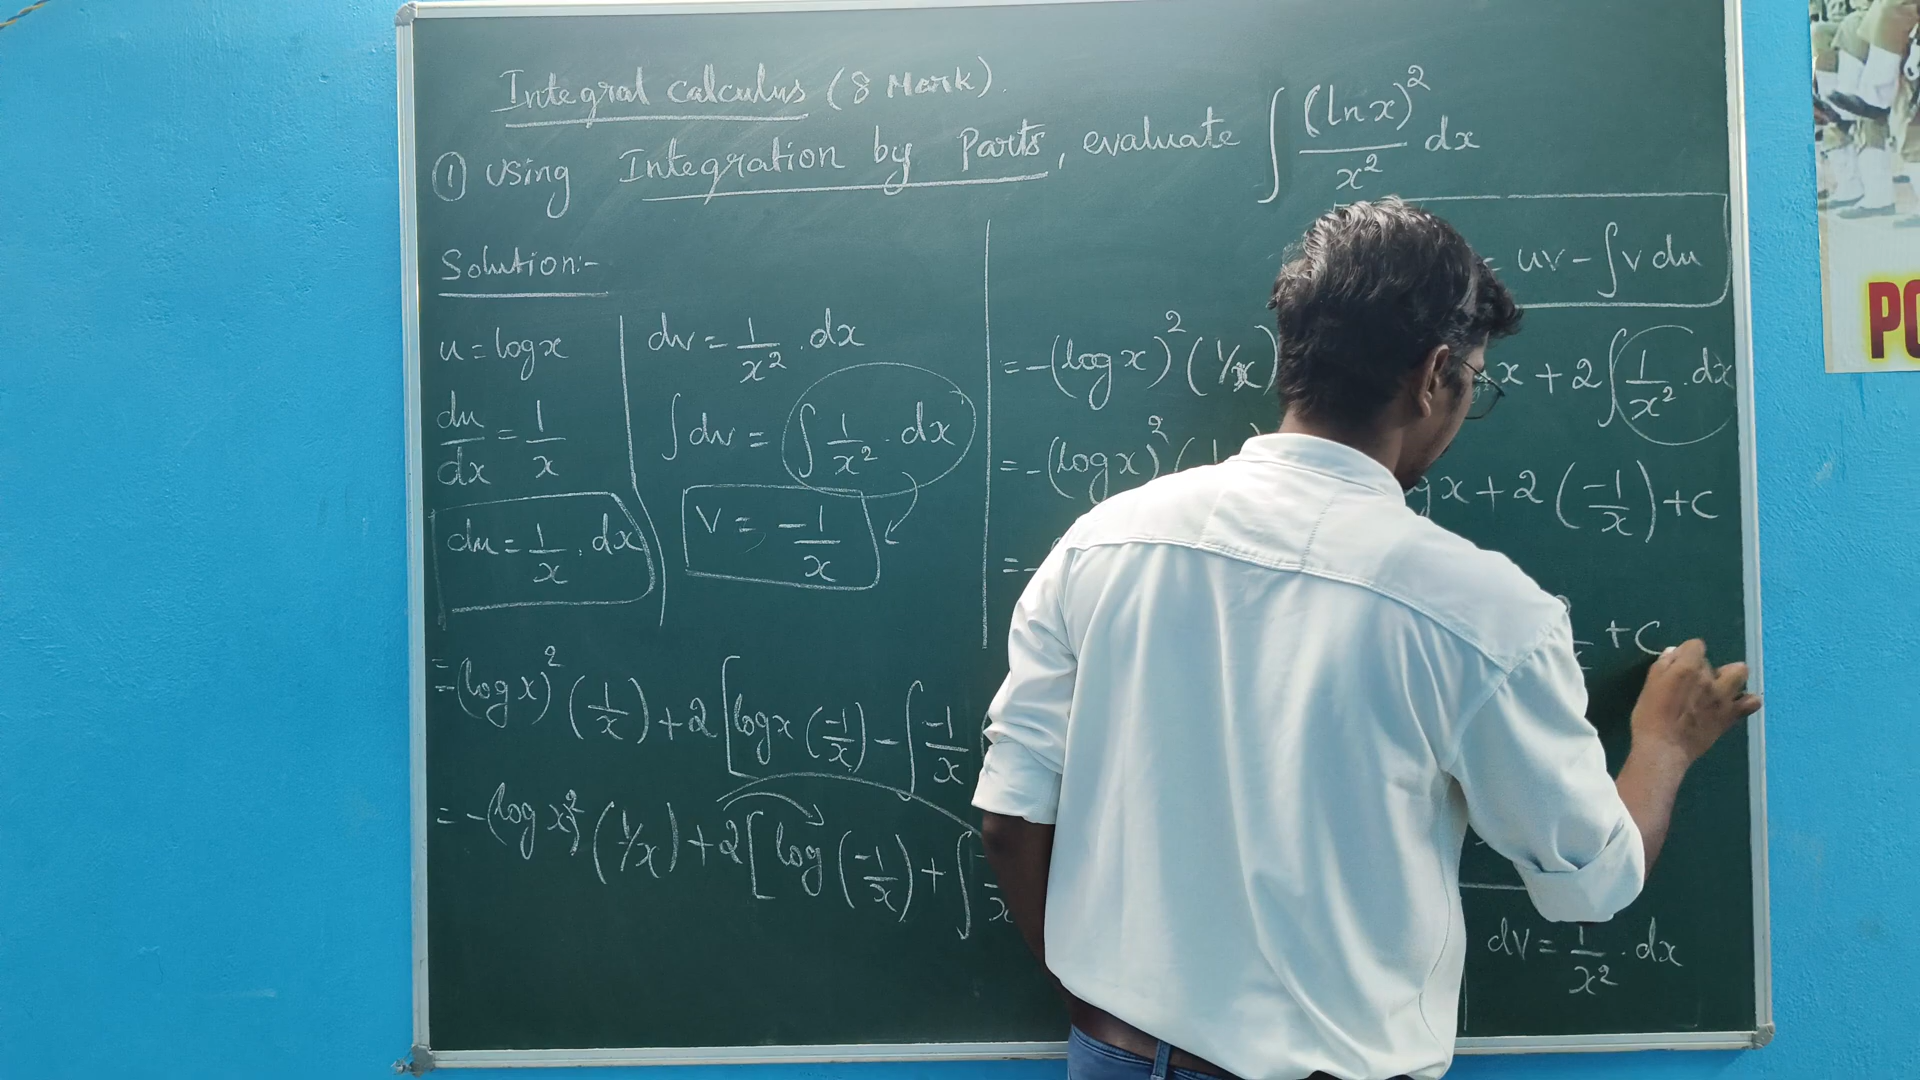 Integral calculus (8 Mark).
① Using Integration by Parts, evaluate ∫ (ln x)² / x² dx
Solution:-
u = log x
du/dx = 1/x
du = 1/x . dx
dv = 1/x² . dx
∫ dv = ∫ 1/x² . dx
v = -1/x
= -(log x)² (1/x) + 2 [log x (-1/x) - ∫ -1/x
= -(log x)² (1/x) + 2 [log (-1/x) + ∫
= uv - ∫ v du
= -(log x)² (1/x) x + 2 ∫ 1/x² . dx
= -(log x)² ( gx + 2 (-1/x) + c
= - + c
dv = 1/x² . dx
PO